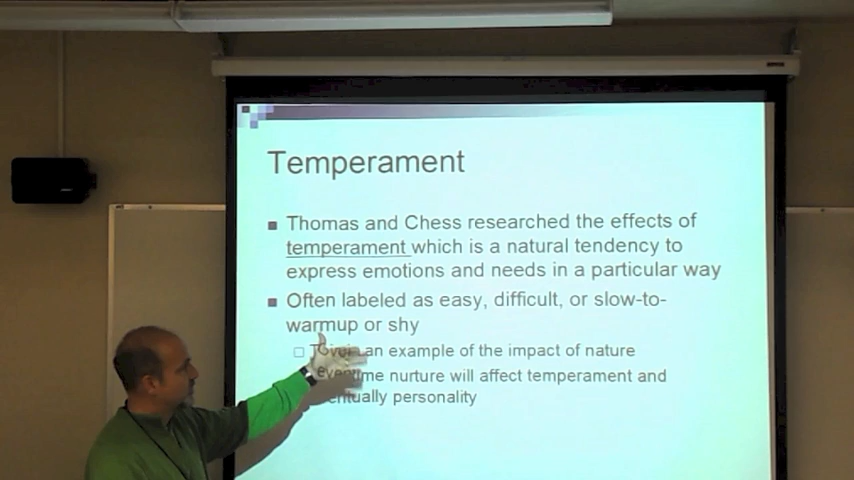 Temperament
Thomas and Chess researched the effects of
temperament which is a natural tendency to
express emotions and needs in a particular way
Often labeled as easy, difficult, or slow-to-
warmup or shy
an example of the impact of nature
nurture will affect temperament and
personality